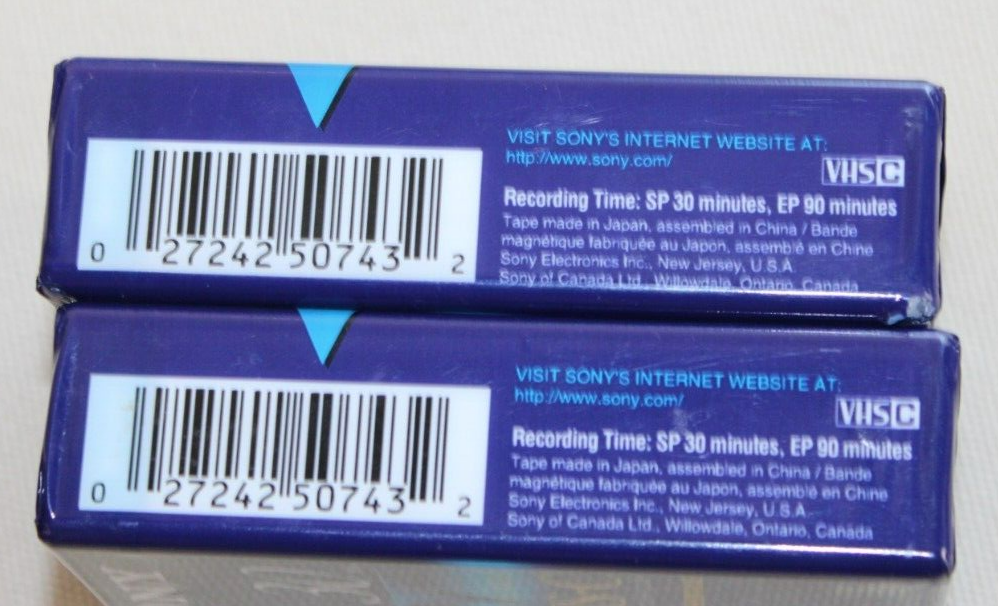 VISIT SONY'S INTERNET WEBSITE AT:
http://www.sony.com/
VHSC
Recording Time: SP 30 minutes, EP 90 minutes
Tape made in Japan, assembled in China / Bande
magnétique fabriquée au Japon, assemblé en Chine
Sony Electronics Inc., New Jersey, U.S.A.
Sony of Canada Ltd., Willowdale, Ontario, Canada
0 27242 50743 2
VISIT SONY'S INTERNET WEBSITE AT:
http://www.sony.com/
VHSC
Recording Time: SP 30 minutes, EP 90 minutes
Tape made in Japan, assembled in China / Bande
magnétique fabriquée au Japon, assemblé en Chine
Sony Electronics Inc., New Jersey, U.S.A.
Sony of Canada Ltd., Willowdale, Ontario, Canada
0 27242 50743 2